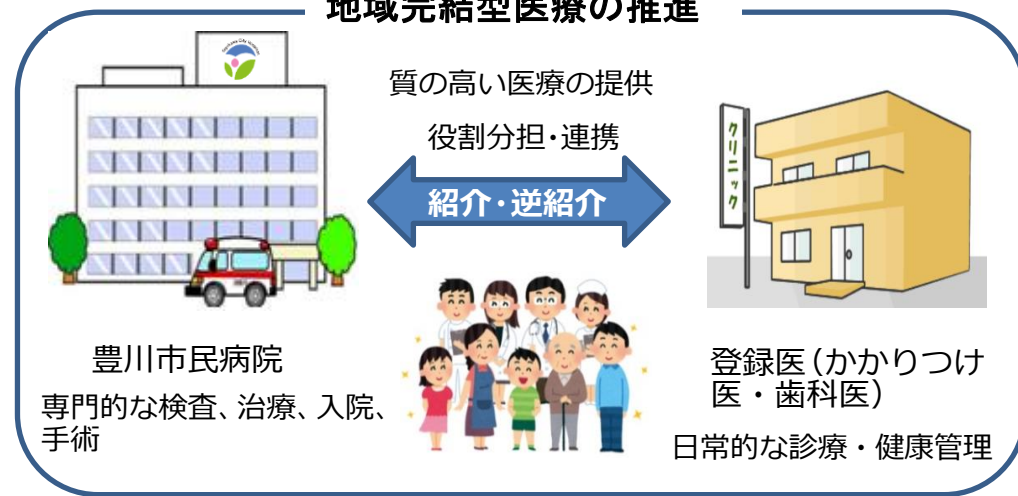 地域完結型医療の推進
質の高い医療の提供
役割分担・連携
紹介・逆紹介
クリニック
豊川市民病院
専門的な検査、治療、入院、
手術
登録医（かかりつけ
医・歯科医）
日常的な診療・健康管理